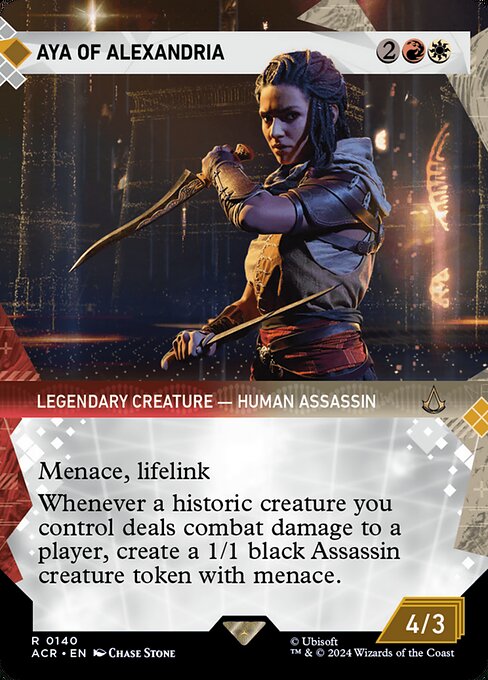 AYA OF ALEXANDRIA 2
LEGENDARY CREATURE — HUMAN ASSASSIN
Menace, lifelink
Whenever a historic creature you
control deals combat damage to a
player, create a 1/1 black Assassin
creature token with menace.
4/3
R 0140
ACR • EN CHASE STONE
© Ubisoft
™ & © 2024 Wizards of the Coast